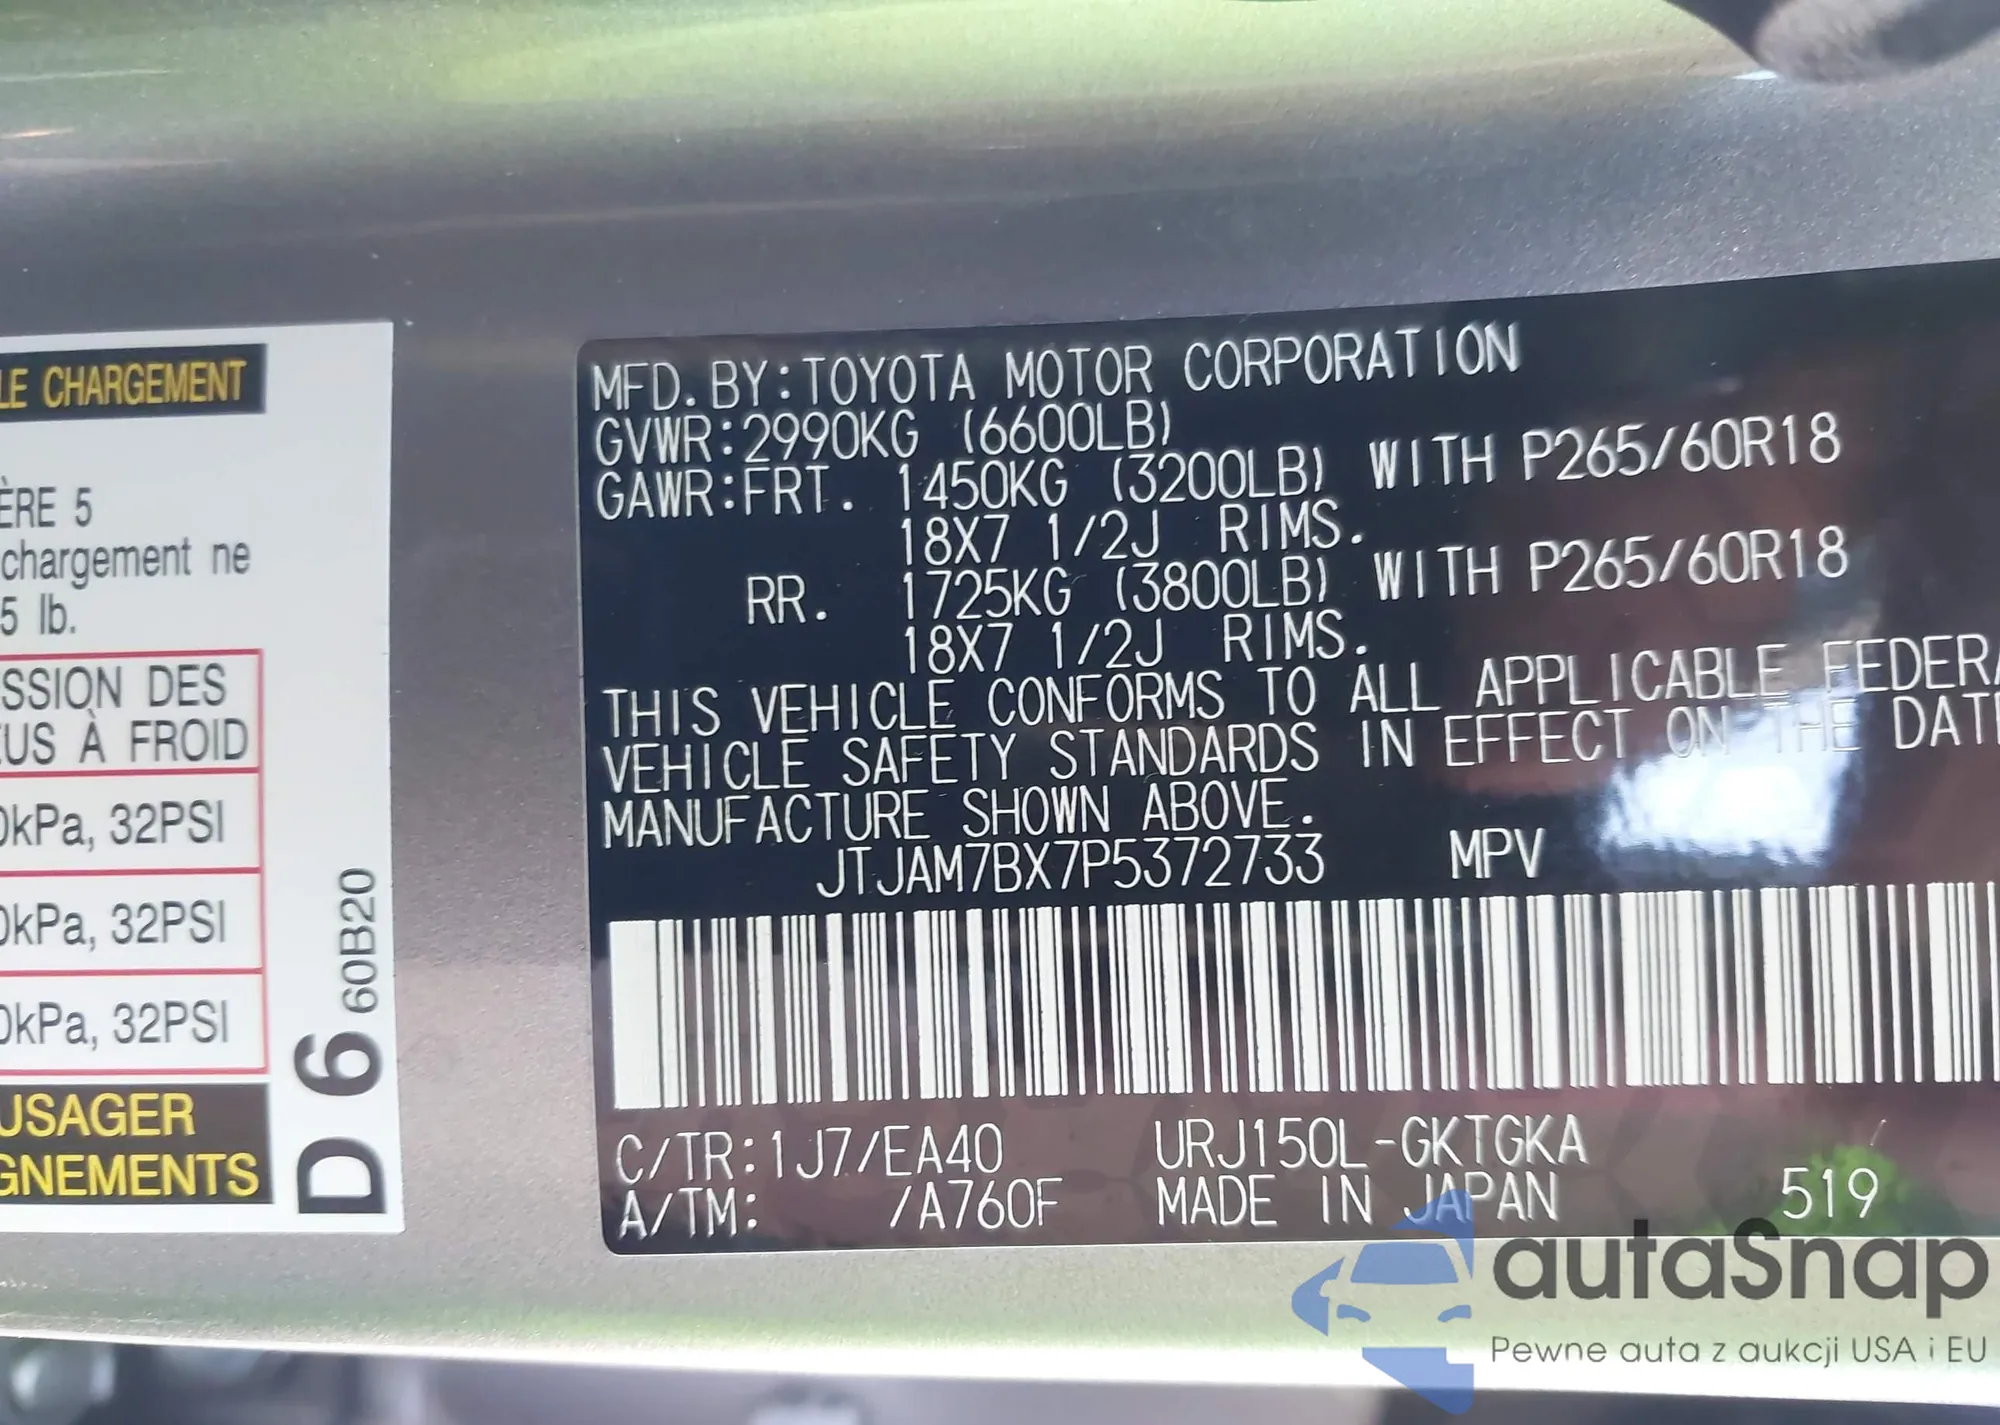 LE CHARGEMENT
ÈRE 5
chargement ne
5 lb.
SSION DES
US À FROID
0kPa, 32PSI
0kPa, 32PSI
0kPa, 32PSI
USAGER
GNEMENTS
D6 60B20
MFD.BY:TOYOTA MOTOR CORPORATION
GVWR:2990KG (6600LB)
GAWR:FRT. 1450KG (3200LB) WITH P265/60R18
18X7 1/2J RIMS.
RR. 1725KG (3800LB) WITH P265/60R18
18X7 1/2J RIMS.
THIS VEHICLE CONFORMS TO ALL APPLICABLE FEDERA
VEHICLE SAFETY STANDARDS IN EFFECT ON THE DAT
MANUFACTURE SHOWN ABOVE.
JTJAM7BX7P5372733 MPV
C/TR:1J7/EA40 URJ150L-GKTGKA
A/TM: /A760F MADE IN JAPAN 519
autaSnap
Pewne auta z aukcji USA i EU